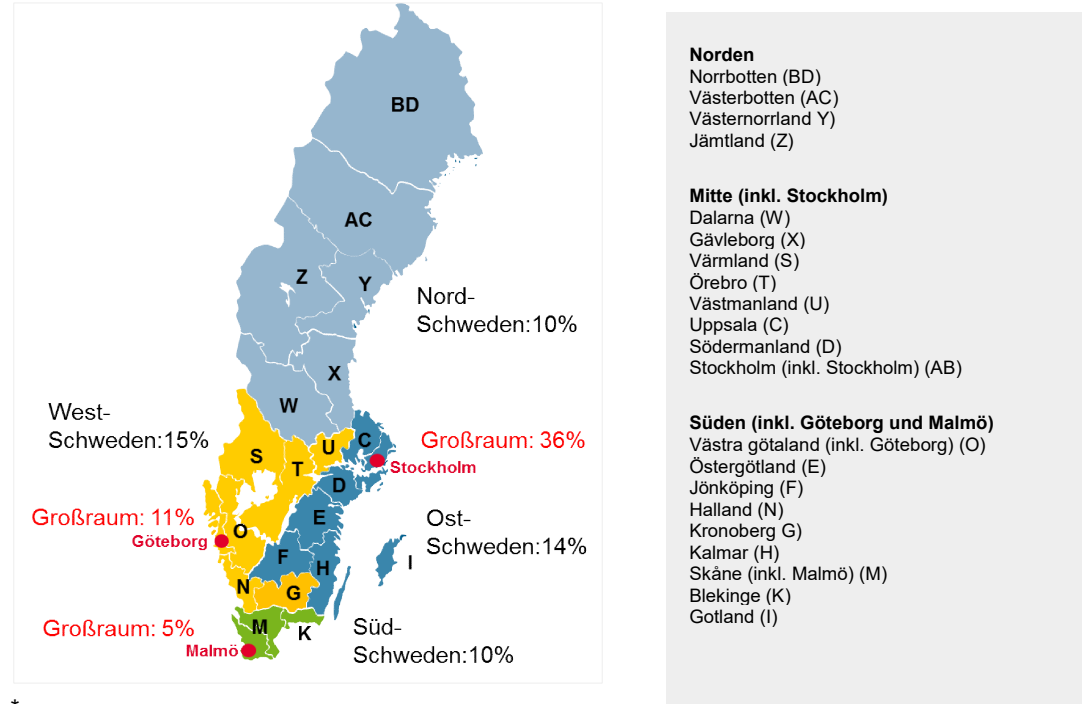 BD
AC
Z
Y
Nord-
Schweden:10%
X
W
West-
Schweden:15%
C
Großraum: 36%
U
S
T
Stockholm
D
Großraum: 11%
E
Ost-
Schweden:14%
O
Göteborg
F
H
I
N
G
Großraum: 5%
M
K
Süd-
Schweden:10%
Malmö
*
Norden
Norrbotten (BD)
Västerbotten (AC)
Västernorrland Y)
Jämtland (Z)
Mitte (inkl. Stockholm)
Dalarna (W)
Gävleborg (X)
Värmland (S)
Örebro (T)
Västmanland (U)
Uppsala (C)
Södermanland (D)
Stockholm (inkl. Stockholm) (AB)
Süden (inkl. Göteborg und Malmö)
Västra götaland (inkl. Göteborg) (O)
Östergötland (E)
Jönköping (F)
Halland (N)
Kronoberg G)
Kalmar (H)
Skåne (inkl. Malmö) (M)
Blekinge (K)
Gotland (I)